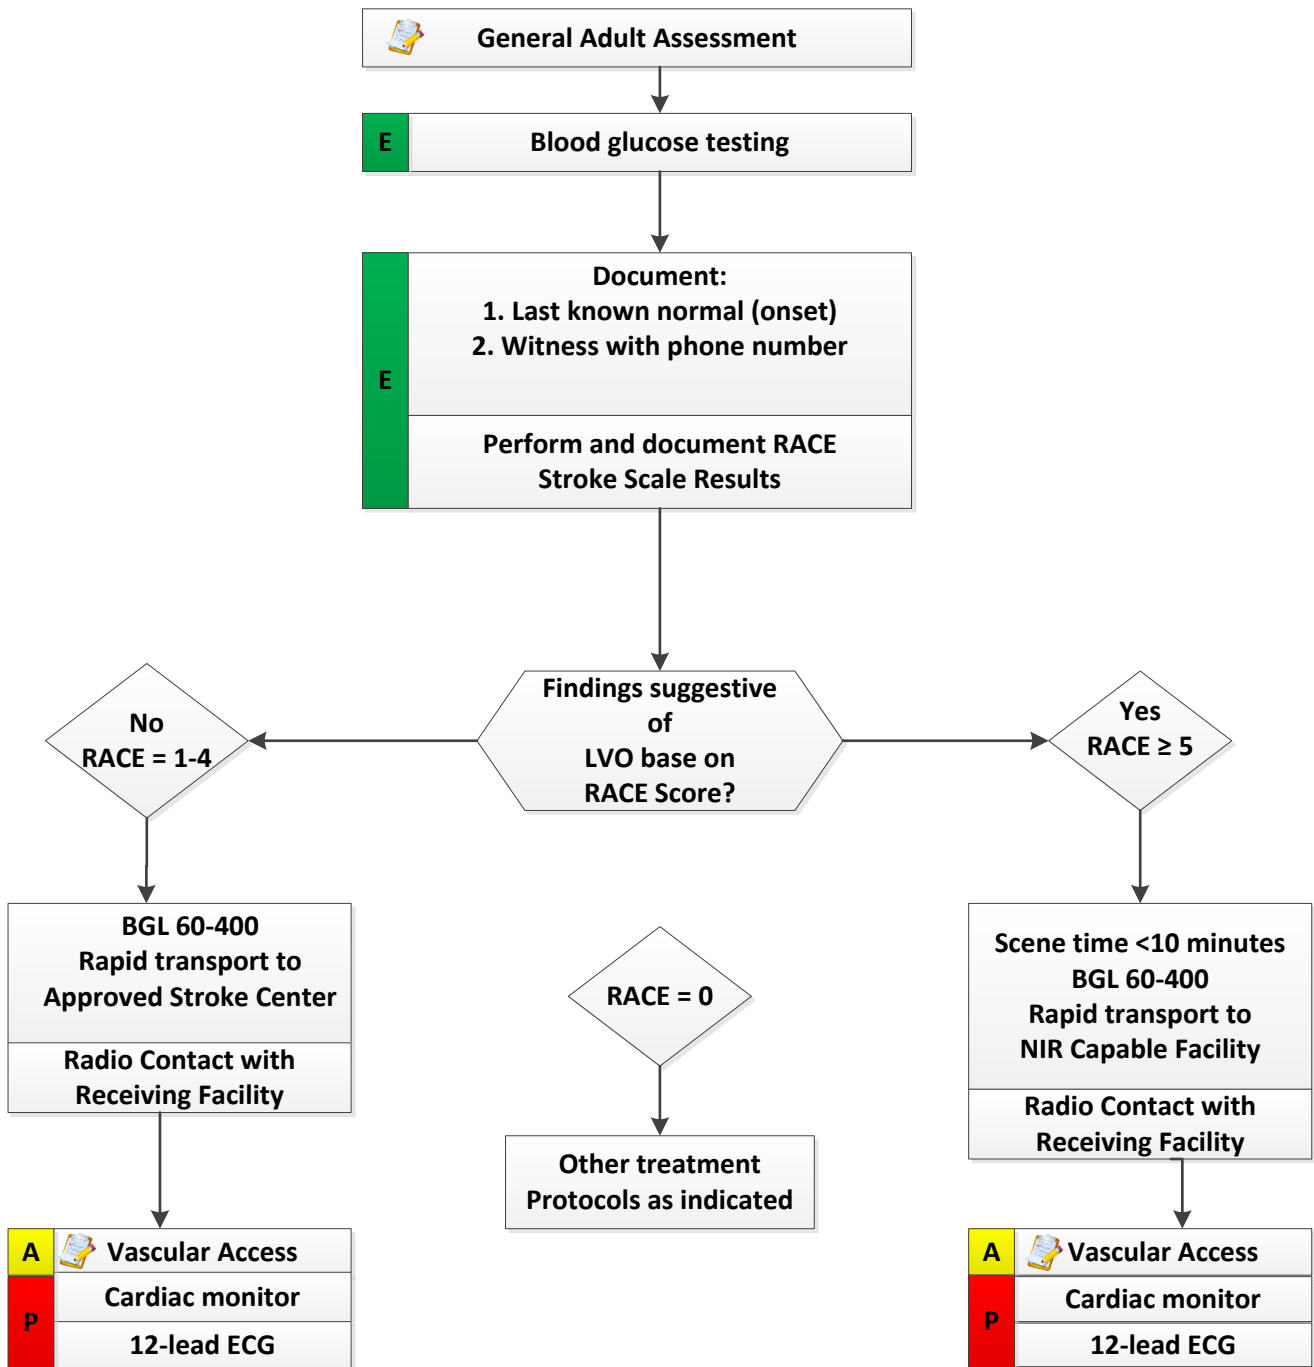 General Adult Assessment
E
Blood glucose testing
E
Document:
1. Last known normal (onset)
2. Witness with phone number
Perform and document RACE
Stroke Scale Results
Findings suggestive
of
LVO base on
RACE Score?
No
RACE = 1-4
Yes
RACE ≥ 5
BGL 60-400
Rapid transport to
Approved Stroke Center
Radio Contact with
Receiving Facility
A
Vascular Access
P
Cardiac monitor
12-lead ECG
RACE = 0
Other treatment
Protocols as indicated
Scene time <10 minutes
BGL 60-400
Rapid transport to
NIR Capable Facility
Radio Contact with
Receiving Facility
A
Vascular Access
P
Cardiac monitor
12-lead ECG